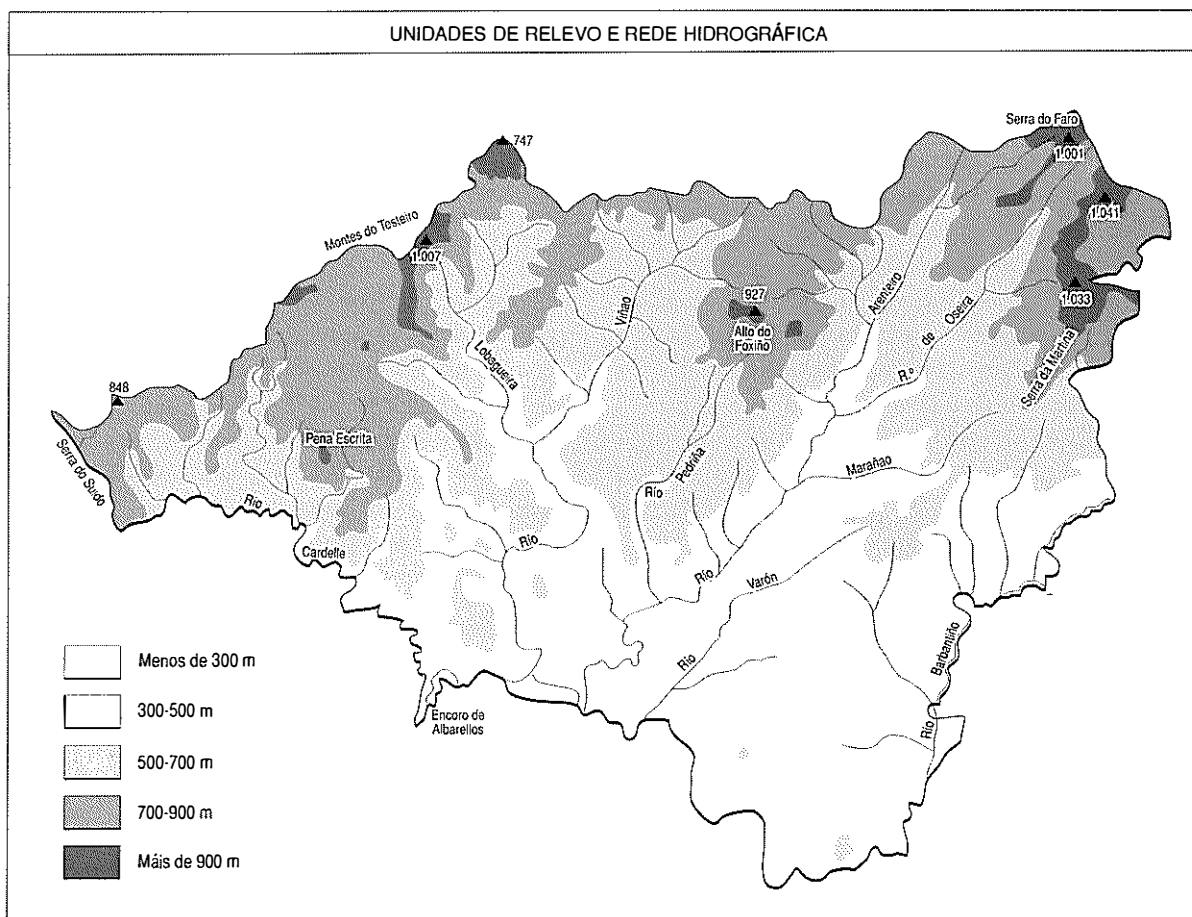 UNIDADES DE RELEVO E REDE HIDROGRÁFICA
Serra do Faro
1.001
747
1.041
Montes do Testeiro
1.007
1.033
927
Alto do
Foxiño
Arenteiro
Viñao
Lobagueira
R.º de Oseira
Serra da Martiña
848
Serra do Suído
Pena Escrita
Río
Cardelle
Río Pedriña
Marañao
Río
Río
Varón
Río
Barbantiño
Río
Encoro de
Albarellos
Menos de 300 m
300-500 m
500-700 m
700-900 m
Máis de 900 m